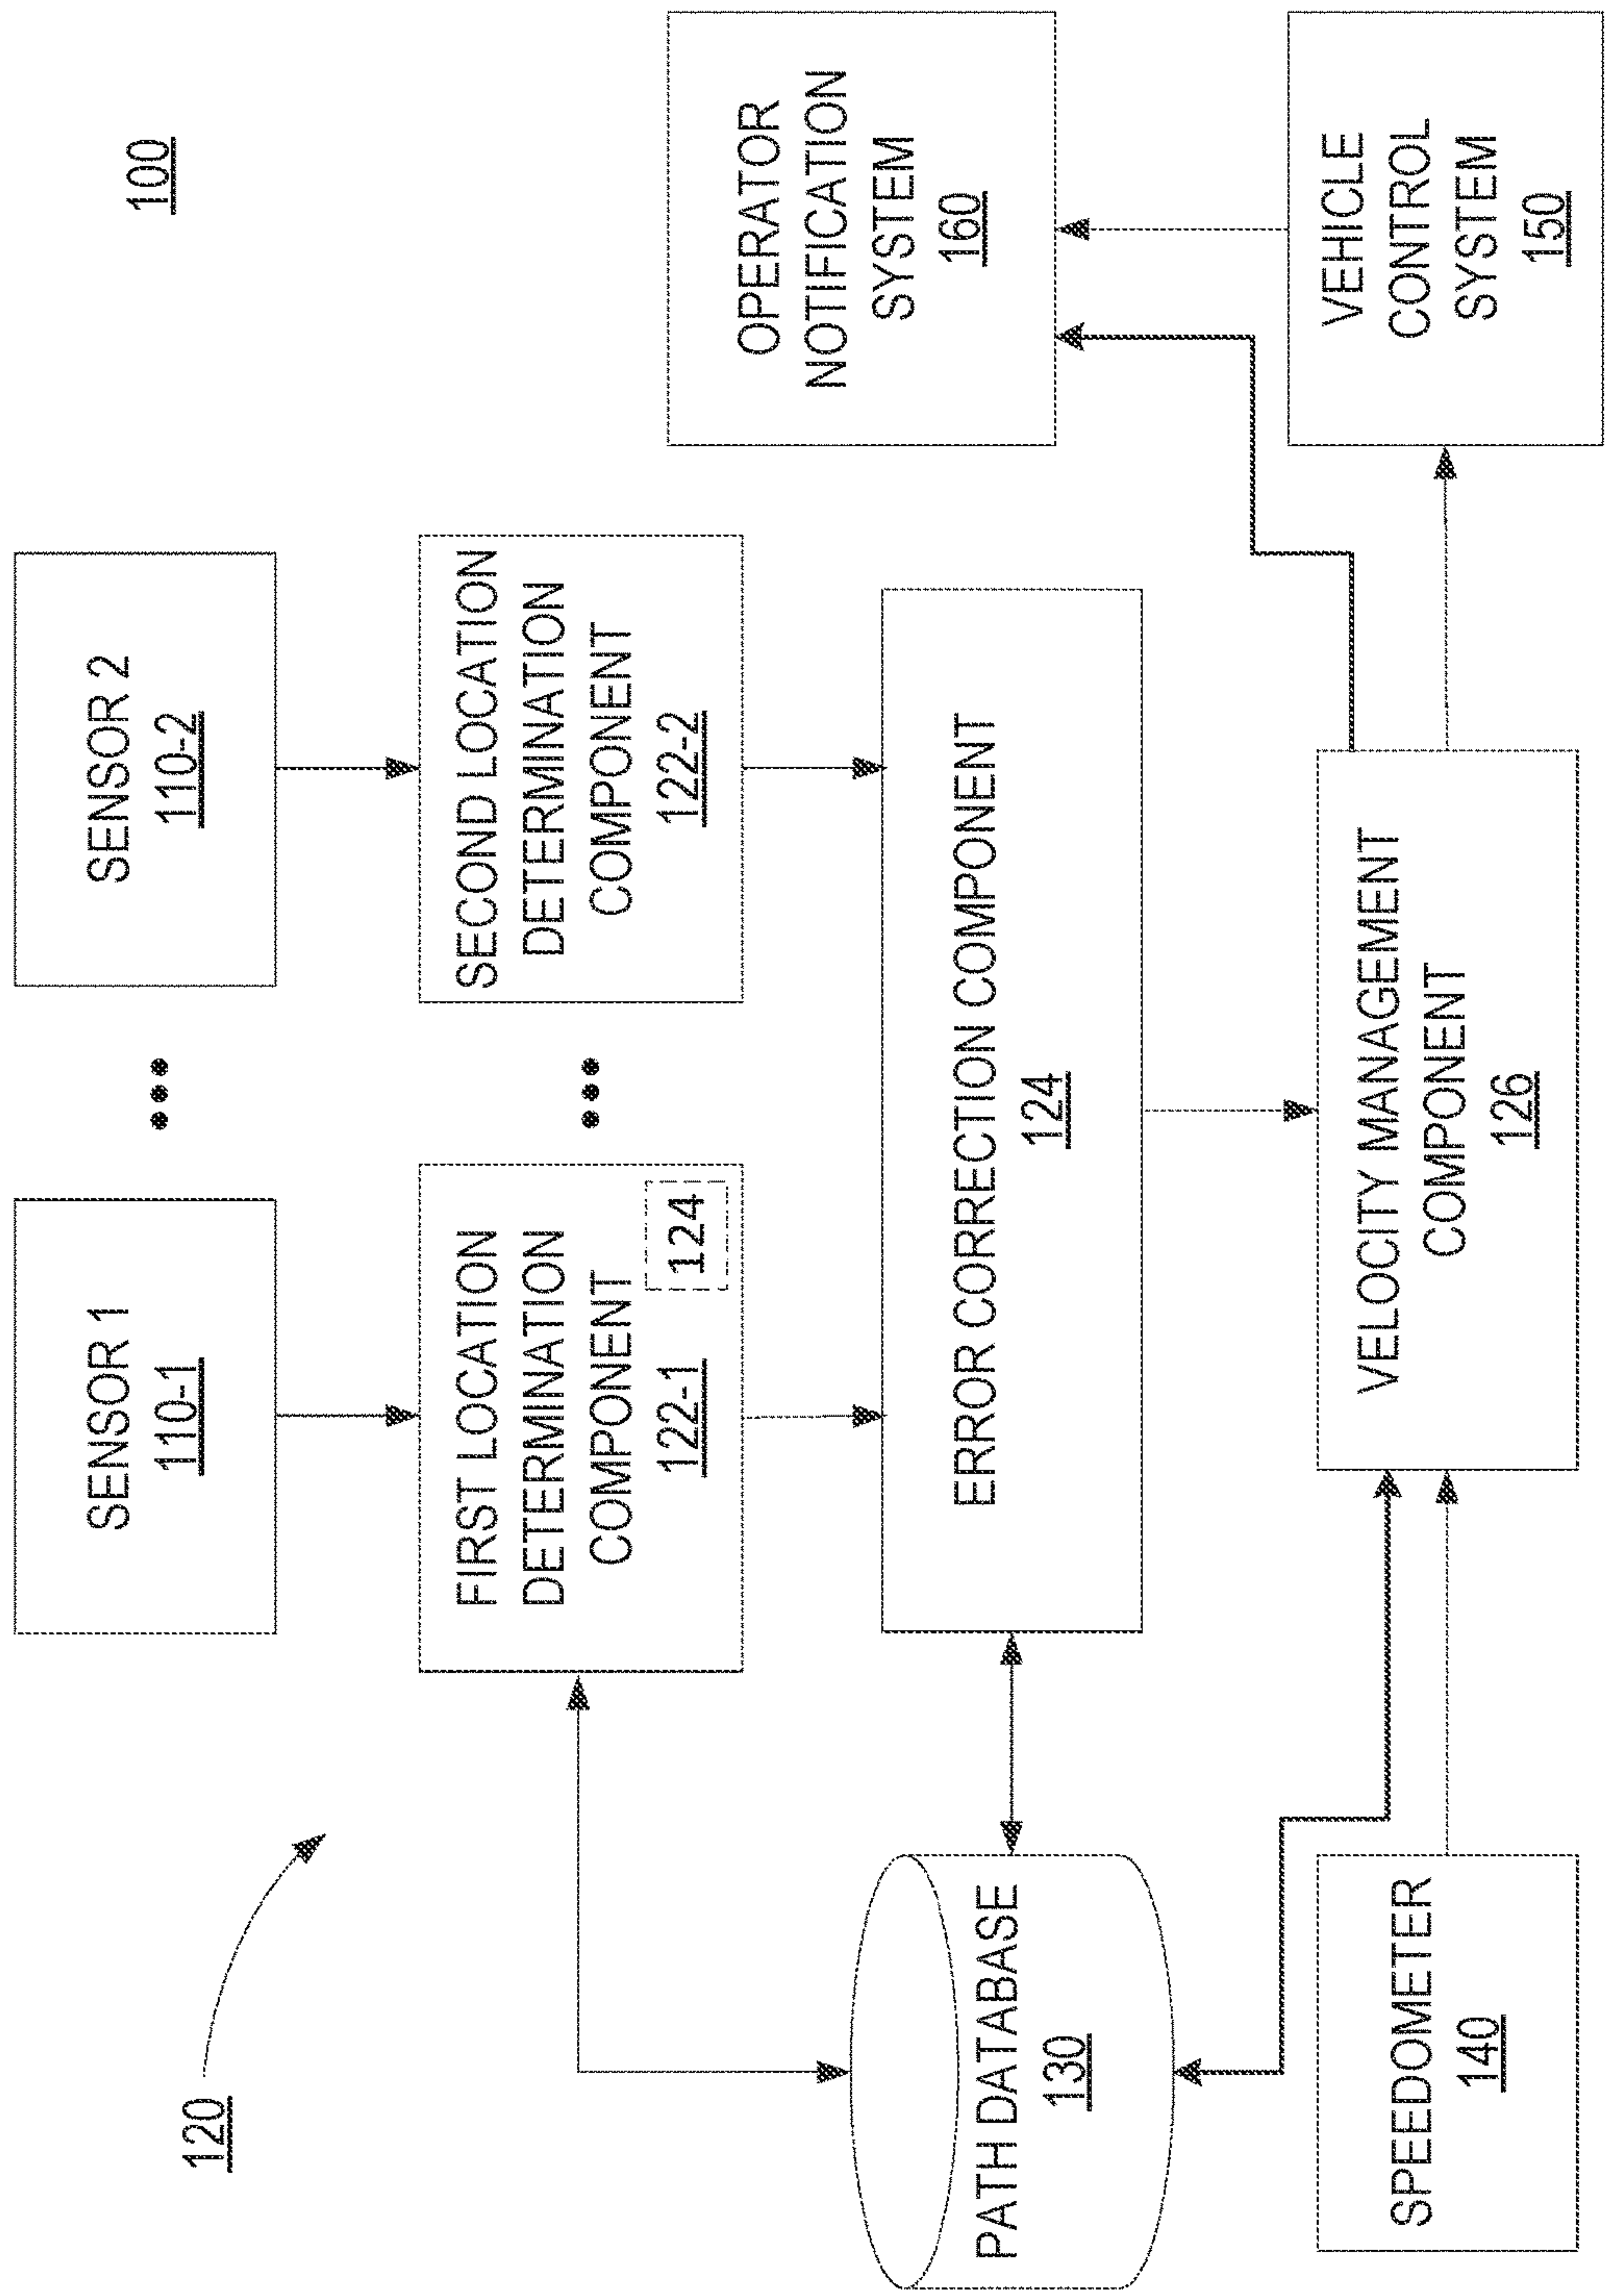 100
120
SENSOR 1
110-1
SENSOR 2
110-2
FIRST LOCATION
DETERMINATION
COMPONENT
122-1
124
SECOND LOCATION
DETERMINATION
COMPONENT
122-2
OPERATOR
NOTIFICATION
SYSTEM
160
PATH DATABASE
130
ERROR CORRECTION COMPONENT
124
SPEEDOMETER
140
VELOCITY MANAGEMENT
COMPONENT
126
VEHICLE
CONTROL
SYSTEM
150